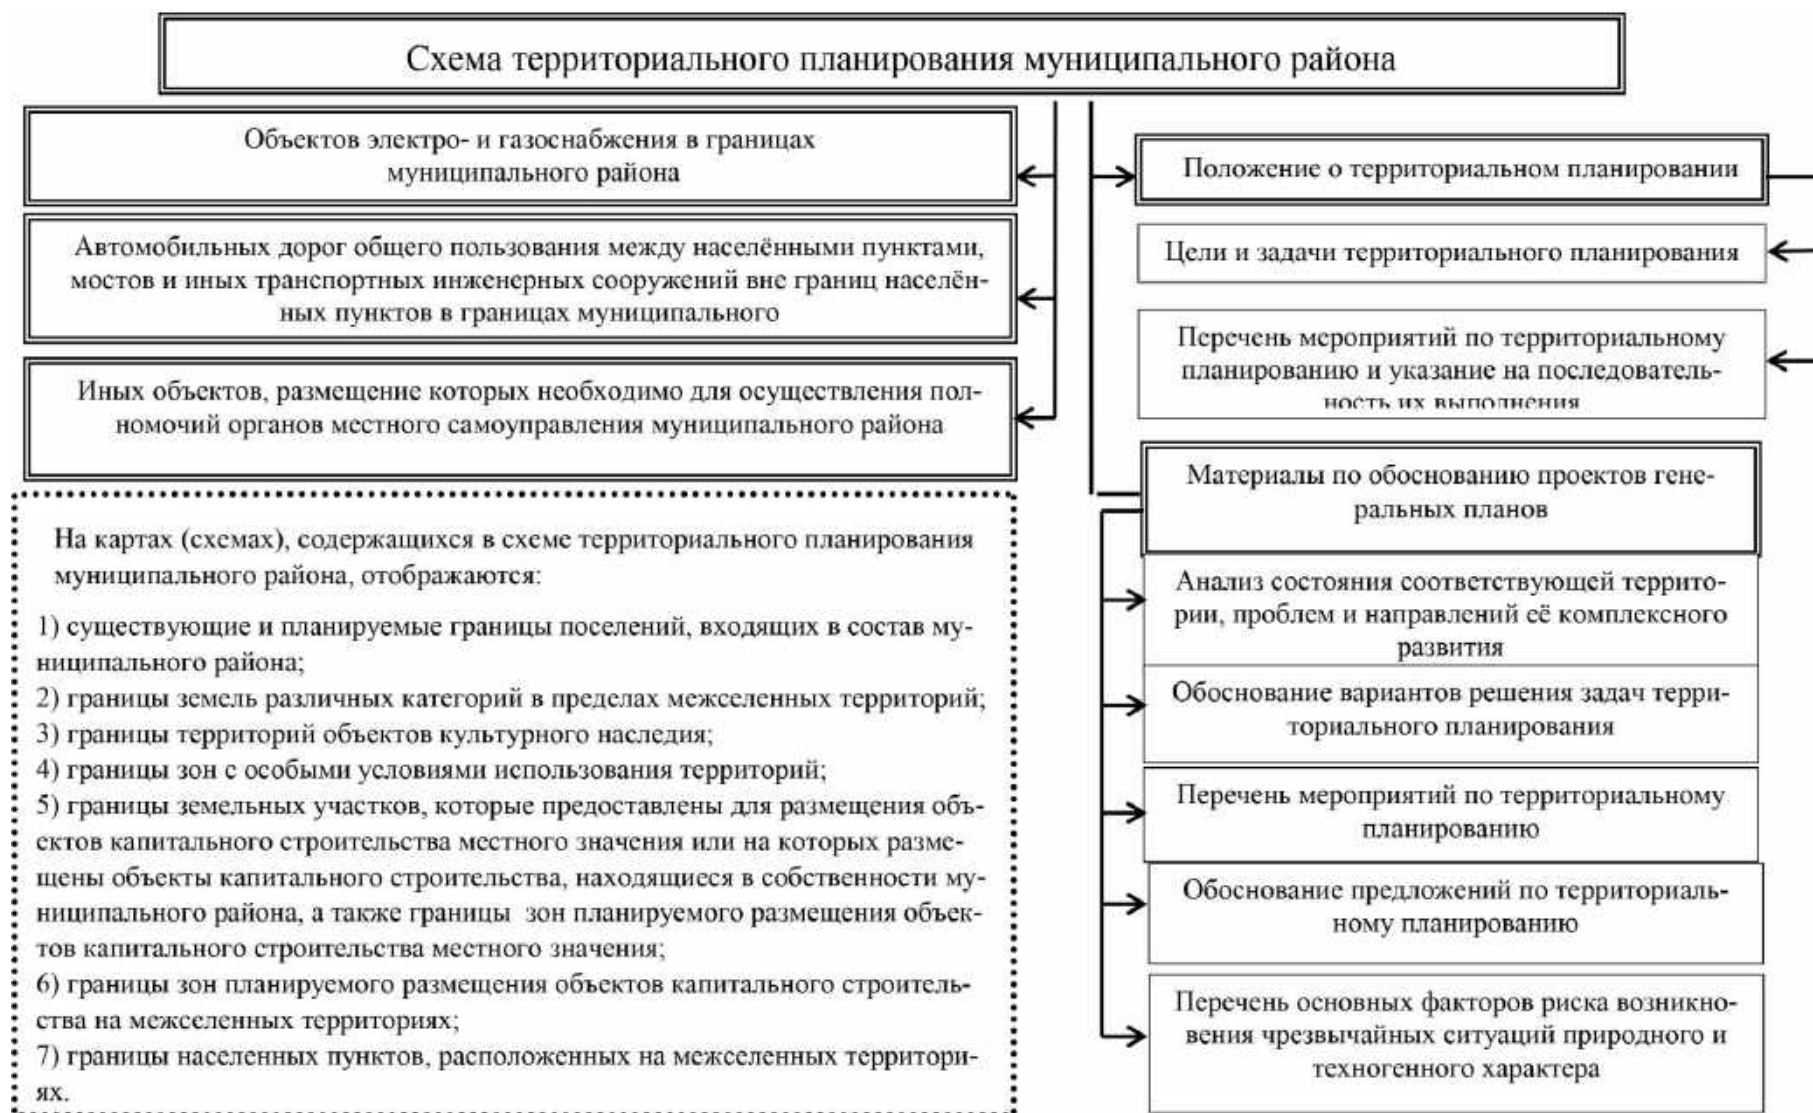 Схема территориального планирования муниципального района
Объектов электро- и газоснабжения в границах
муниципального района
Автомобильных дорог общего пользования между населёнными пунктами,
мостов и иных транспортных инженерных сооружений вне границ населён-
ных пунктов в границах муниципального
Иных объектов, размещение которых необходимо для осуществления пол-
номочий органов местного самоуправления муниципального района
На картах (схемах), содержащихся в схеме территориального планирования
муниципального района, отображаются:
1) существующие и планируемые границы поселений, входящих в состав му-
ниципального района;
2) границы земель различных категорий в пределах межселенных территорий;
3) границы территорий объектов культурного наследия;
4) границы зон с особыми условиями использования территорий;
5) границы земельных участков, которые предоставлены для размещения объ-
ектов капитального строительства местного значения или на которых разме-
щены объекты капитального строительства, находящиеся в собственности му-
ниципального района, а также границы зон планируемого размещения объек-
тов капитального строительства местного значения;
6) границы зон планируемого размещения объектов капитального строитель-
ства на межселенных территориях;
7) границы населенных пунктов, расположенных на межселенных территори-
ях.
Положение о территориальном планировании
Цели и задачи территориального планирования
Перечень мероприятий по территориальному
планированию и указание на последователь-
ность их выполнения
Материалы по обоснованию проектов гене-
ральных планов
Анализ состояния соответствующей террито-
рии, проблем и направлений её комплексного
развития
Обоснование вариантов решения задач терри-
ториального планирования
Перечень мероприятий по территориальному
планированию
Обоснование предложений по территориаль-
ному планированию
Перечень основных факторов риска возникно-
вения чрезвычайных ситуаций природного и
техногенного характера